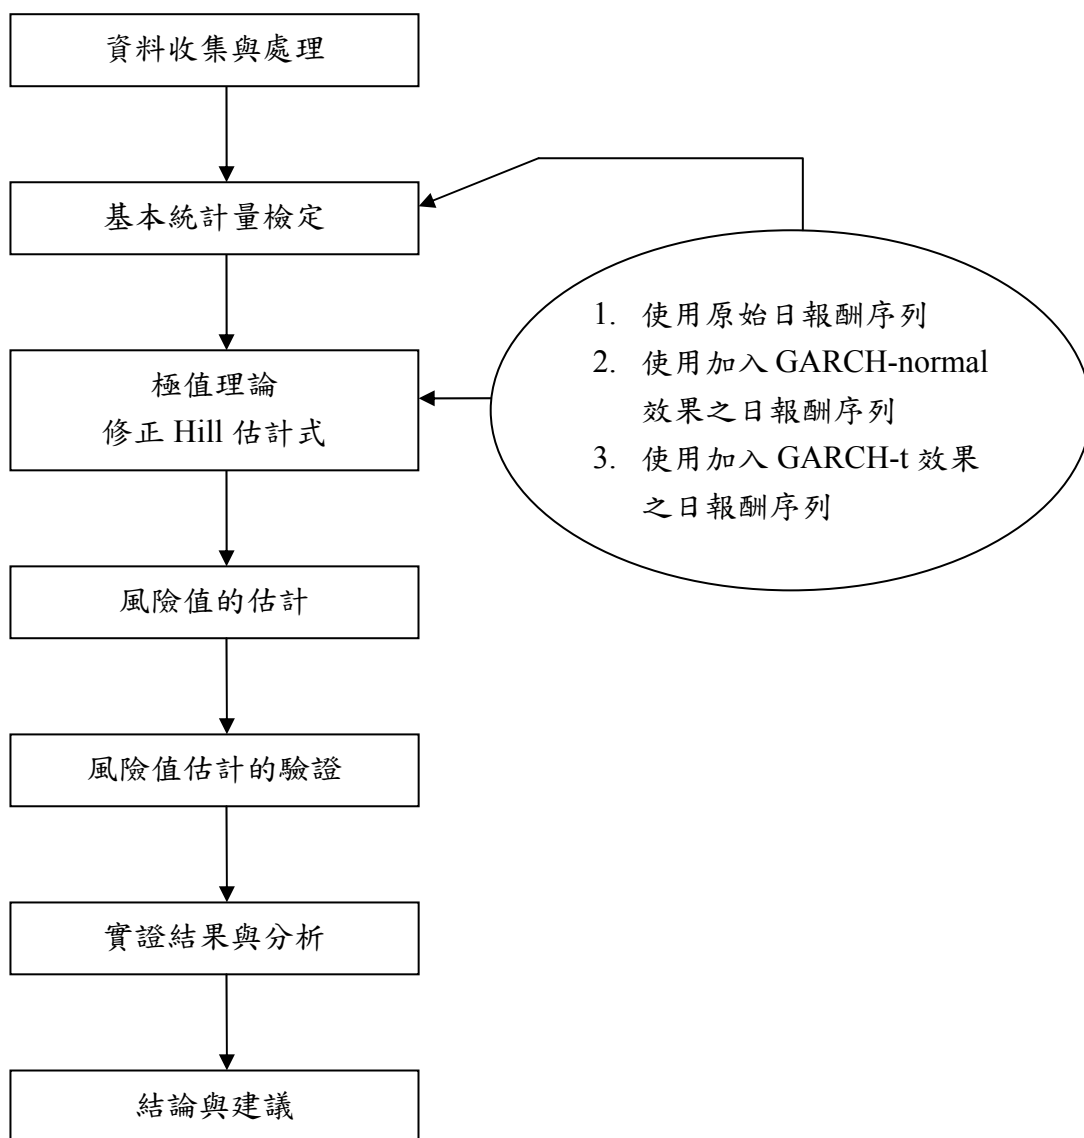 資料收集與處理
基本統計量檢定
1. 使用原始日報酬序列
2. 使用加入 GARCH-normal
效果之日報酬序列
3. 使用加入 GARCH-t 效果
之日報酬序列
極值理論
修正 Hill 估計式
風險值的估計
風險值估計的驗證
實證結果與分析
結論與建議